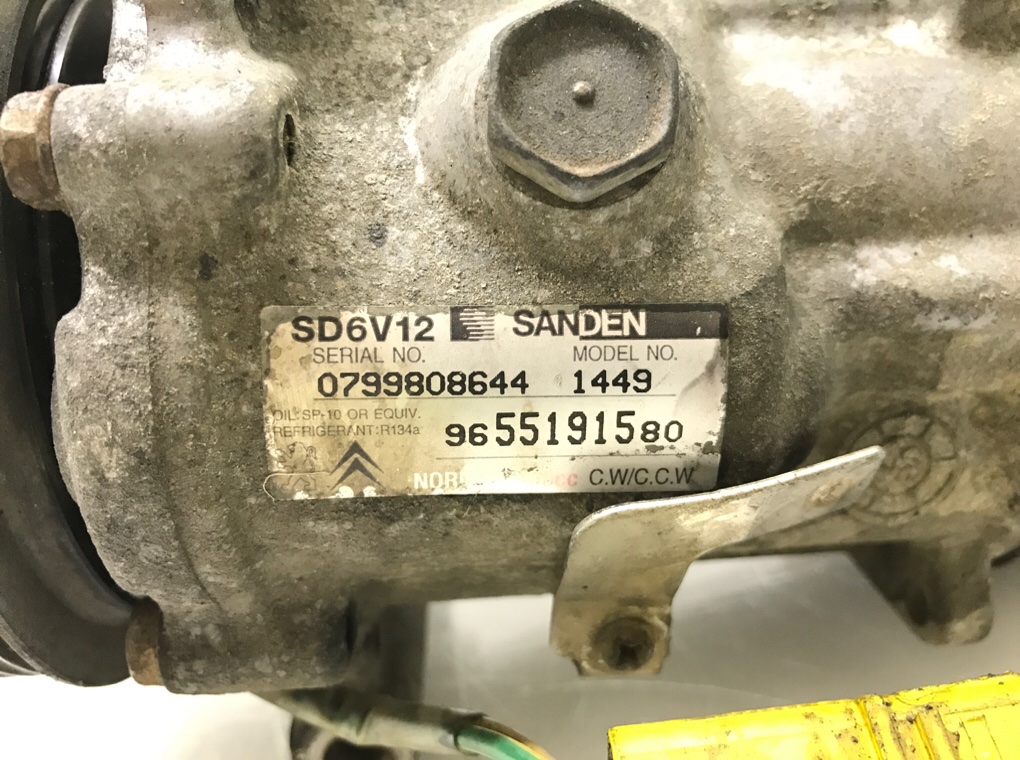 SD6V12 SANDEN
SERIAL NO. MODEL NO.
0799808644 1449
OIL:SP-10 OR EQUIV.
REFRIGERANT:R134a
9655191580
C.W/C.C.W